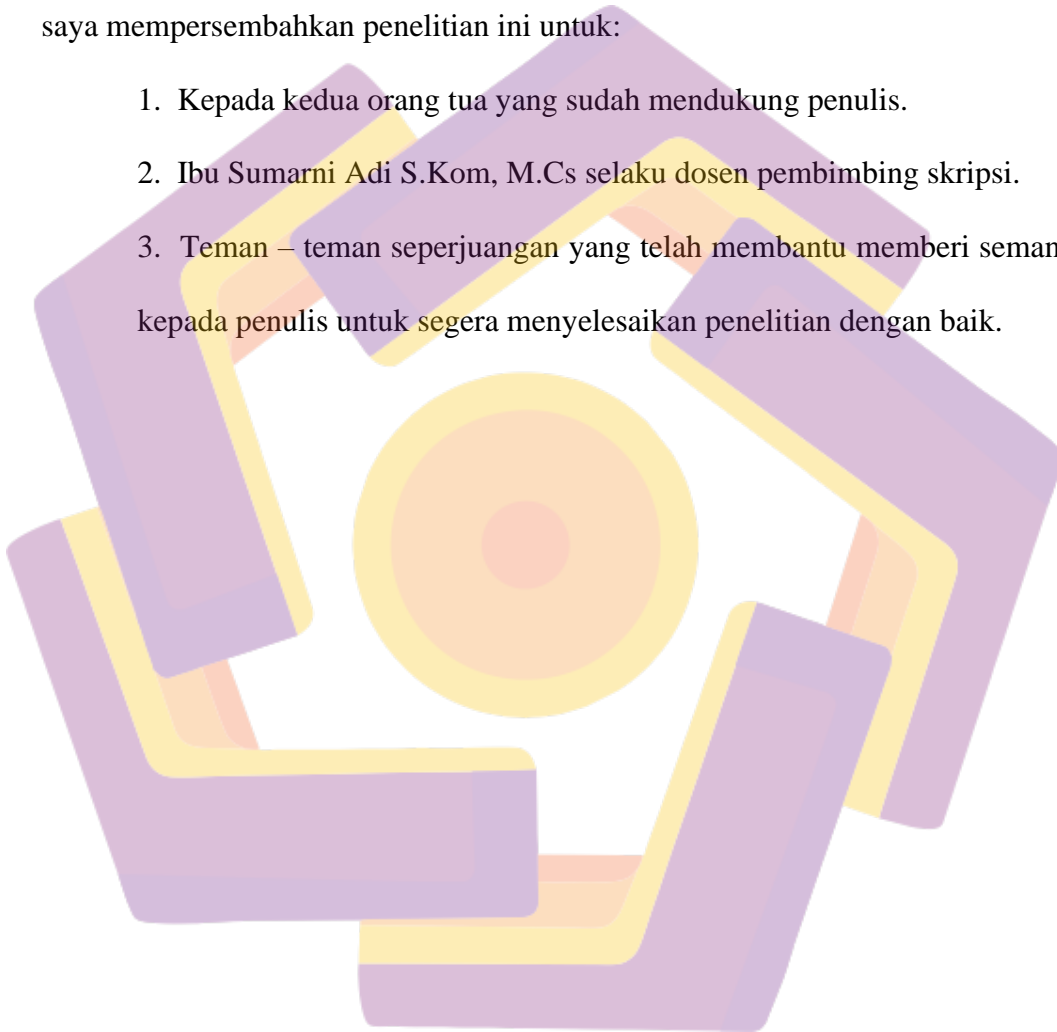 saya mempersembahkan penelitian ini untuk:
1. Kepada kedua orang tua yang sudah mendukung penulis.
2. Ibu Sumarni Adi S.Kom, M.Cs selaku dosen pembimbing skripsi.
3. Teman – teman seperjuangan yang telah membantu memberi seman
kepada penulis untuk segera menyelesaikan penelitian dengan baik.